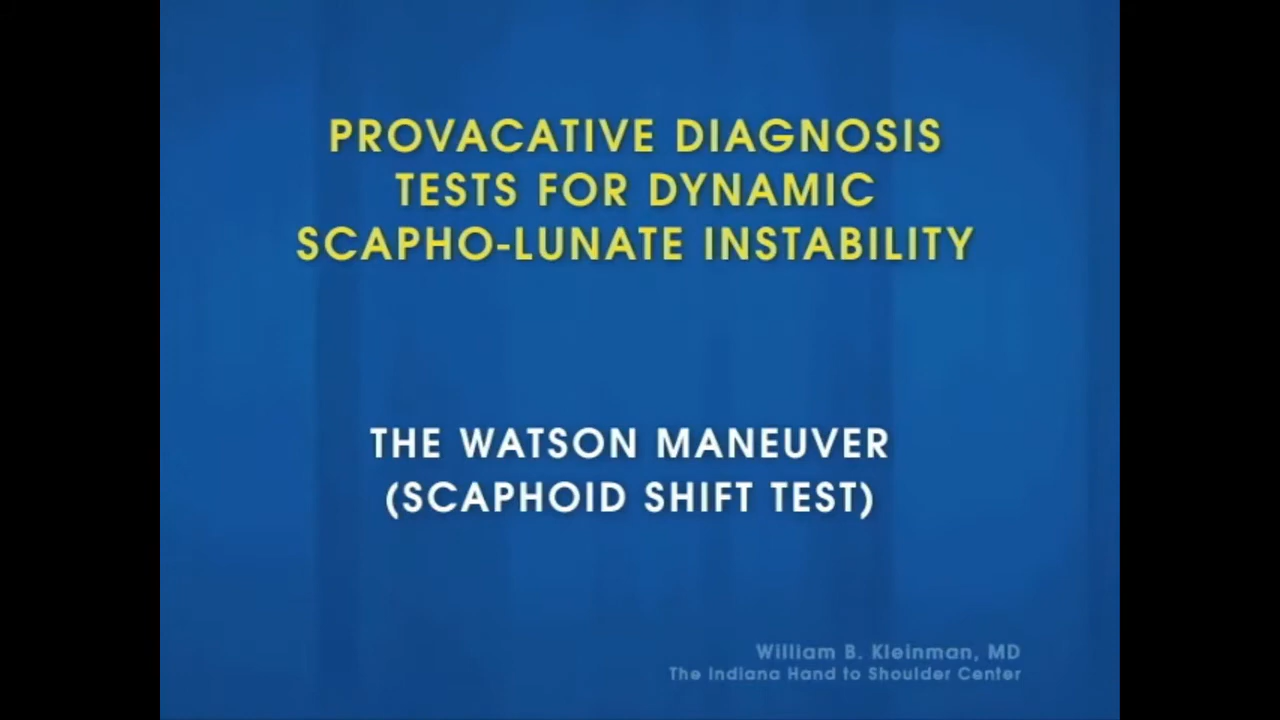 PROVACATIVE DIAGNOSIS
TESTS FOR DYNAMIC
SCAPHO-LUNATE INSTABILITY
THE WATSON MANEUVER
(SCAPHOID SHIFT TEST)
William B. Kleinman, MD
The Indiana Hand to Shoulder Center